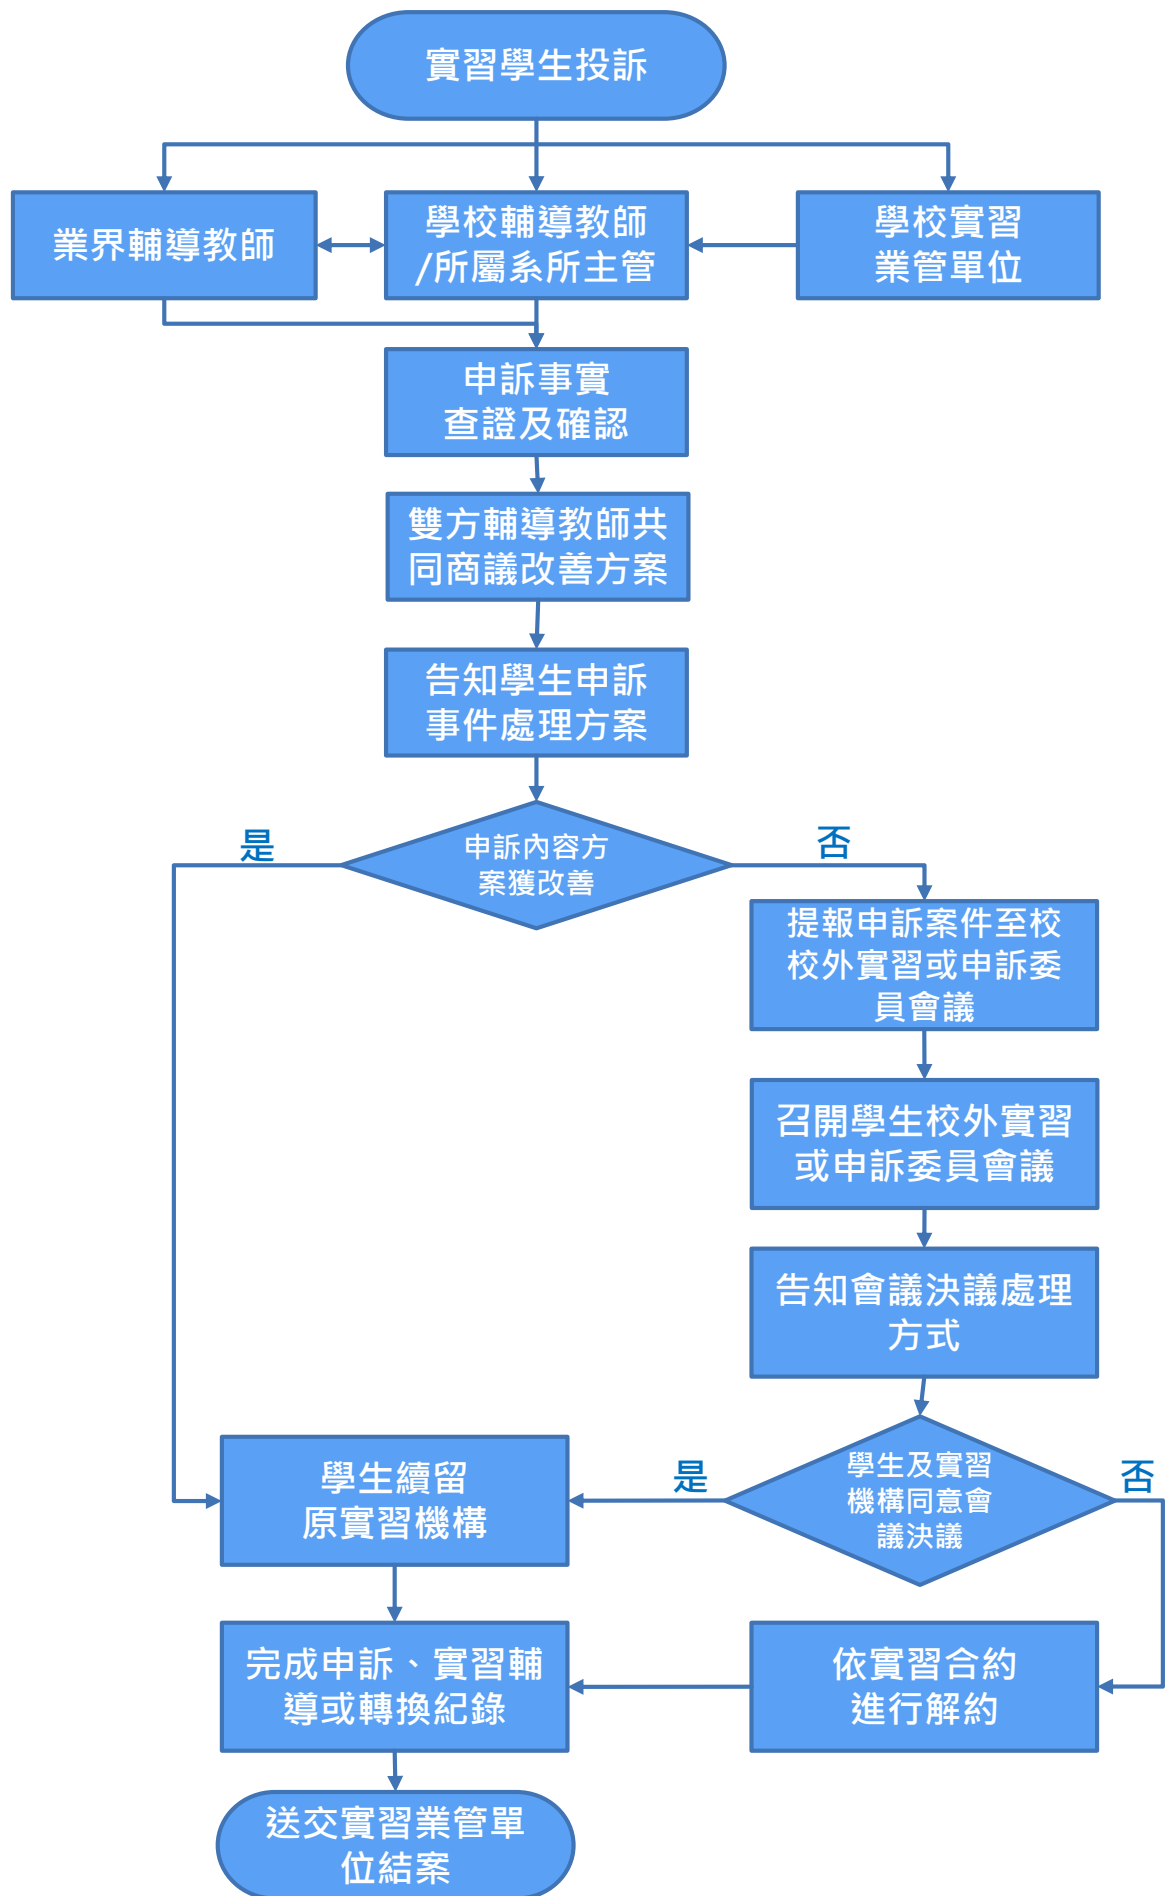 實習學生投訴
業界輔導教師
學校輔導教師
/所屬系所主管
學校實習
業管單位
申訴事實
查證及確認
雙方輔導教師共
同商議改善方案
告知學生申訴
事件處理方案
申訴內容方
案獲改善
是
否
提報申訴案件至校
校外實習或申訴委
員會議
召開學生校外實習
或申訴委員會議
告知會議決議處理
方式
學生及實習
機構同意會
議決議
是
否
學生續留
原實習機構
完成申訴、實習輔
導或轉換紀錄
依實習合約
進行解約
送交實習業管單
位結案